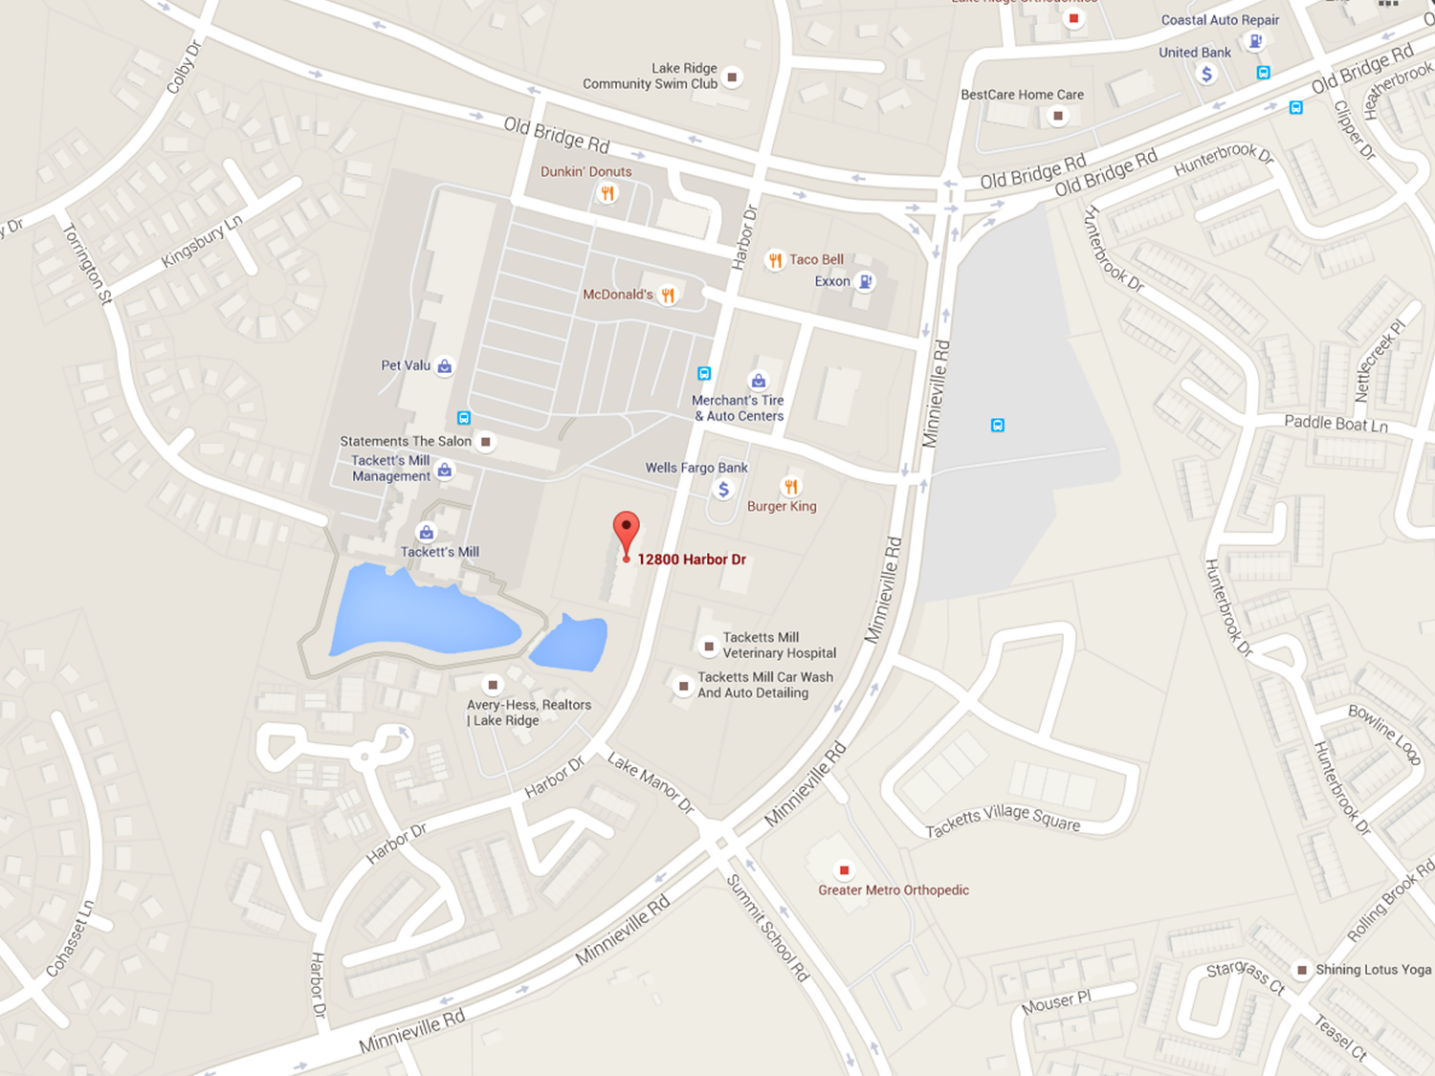 Lake Ridge Orthodontics
Coastal Auto Repair
United Bank
Old Bridge Rd
Heatherbrook
Colby Dr
Lake Ridge
Community Swim Club
BestCare Home Care
Clipper Dr
Old Bridge Rd
Hunterbrook Dr
Old Bridge Rd
Old Bridge Rd
Dunkin' Donuts
y Dr
Torrington St
Kingsbury Ln
Harbor Dr
Taco Bell
Exxon
McDonald's
Hunterbrook Dr
Pet Valu
Merchant's Tire
& Auto Centers
Minnieville Rd
Nettlecreek Pl
Paddle Boat Ln
Statements The Salon
Tackett's Mill
Management
Wells Fargo Bank
$
Burger King
Tackett's Mill
12800 Harbor Dr
Minnieville Rd
Hunterbrook Dr
Tacketts Mill
Veterinary Hospital
Tacketts Mill Car Wash
And Auto Detailing
Avery-Hess, Realtors
| Lake Ridge
Bowline Loop
Harbor Dr
Lake Manor Dr
Minnieville Rd
Hunterbrook Dr
Tacketts Village Square
Harbor Dr
Greater Metro Orthopedic
Rolling Brook Rd
Cohasset Ln
Minnieville Rd
Summit School Rd
Harbor Dr
Stargrass Ct
Shining Lotus Yoga
Mouser Pl
Minnieville Rd
Teasel Ct